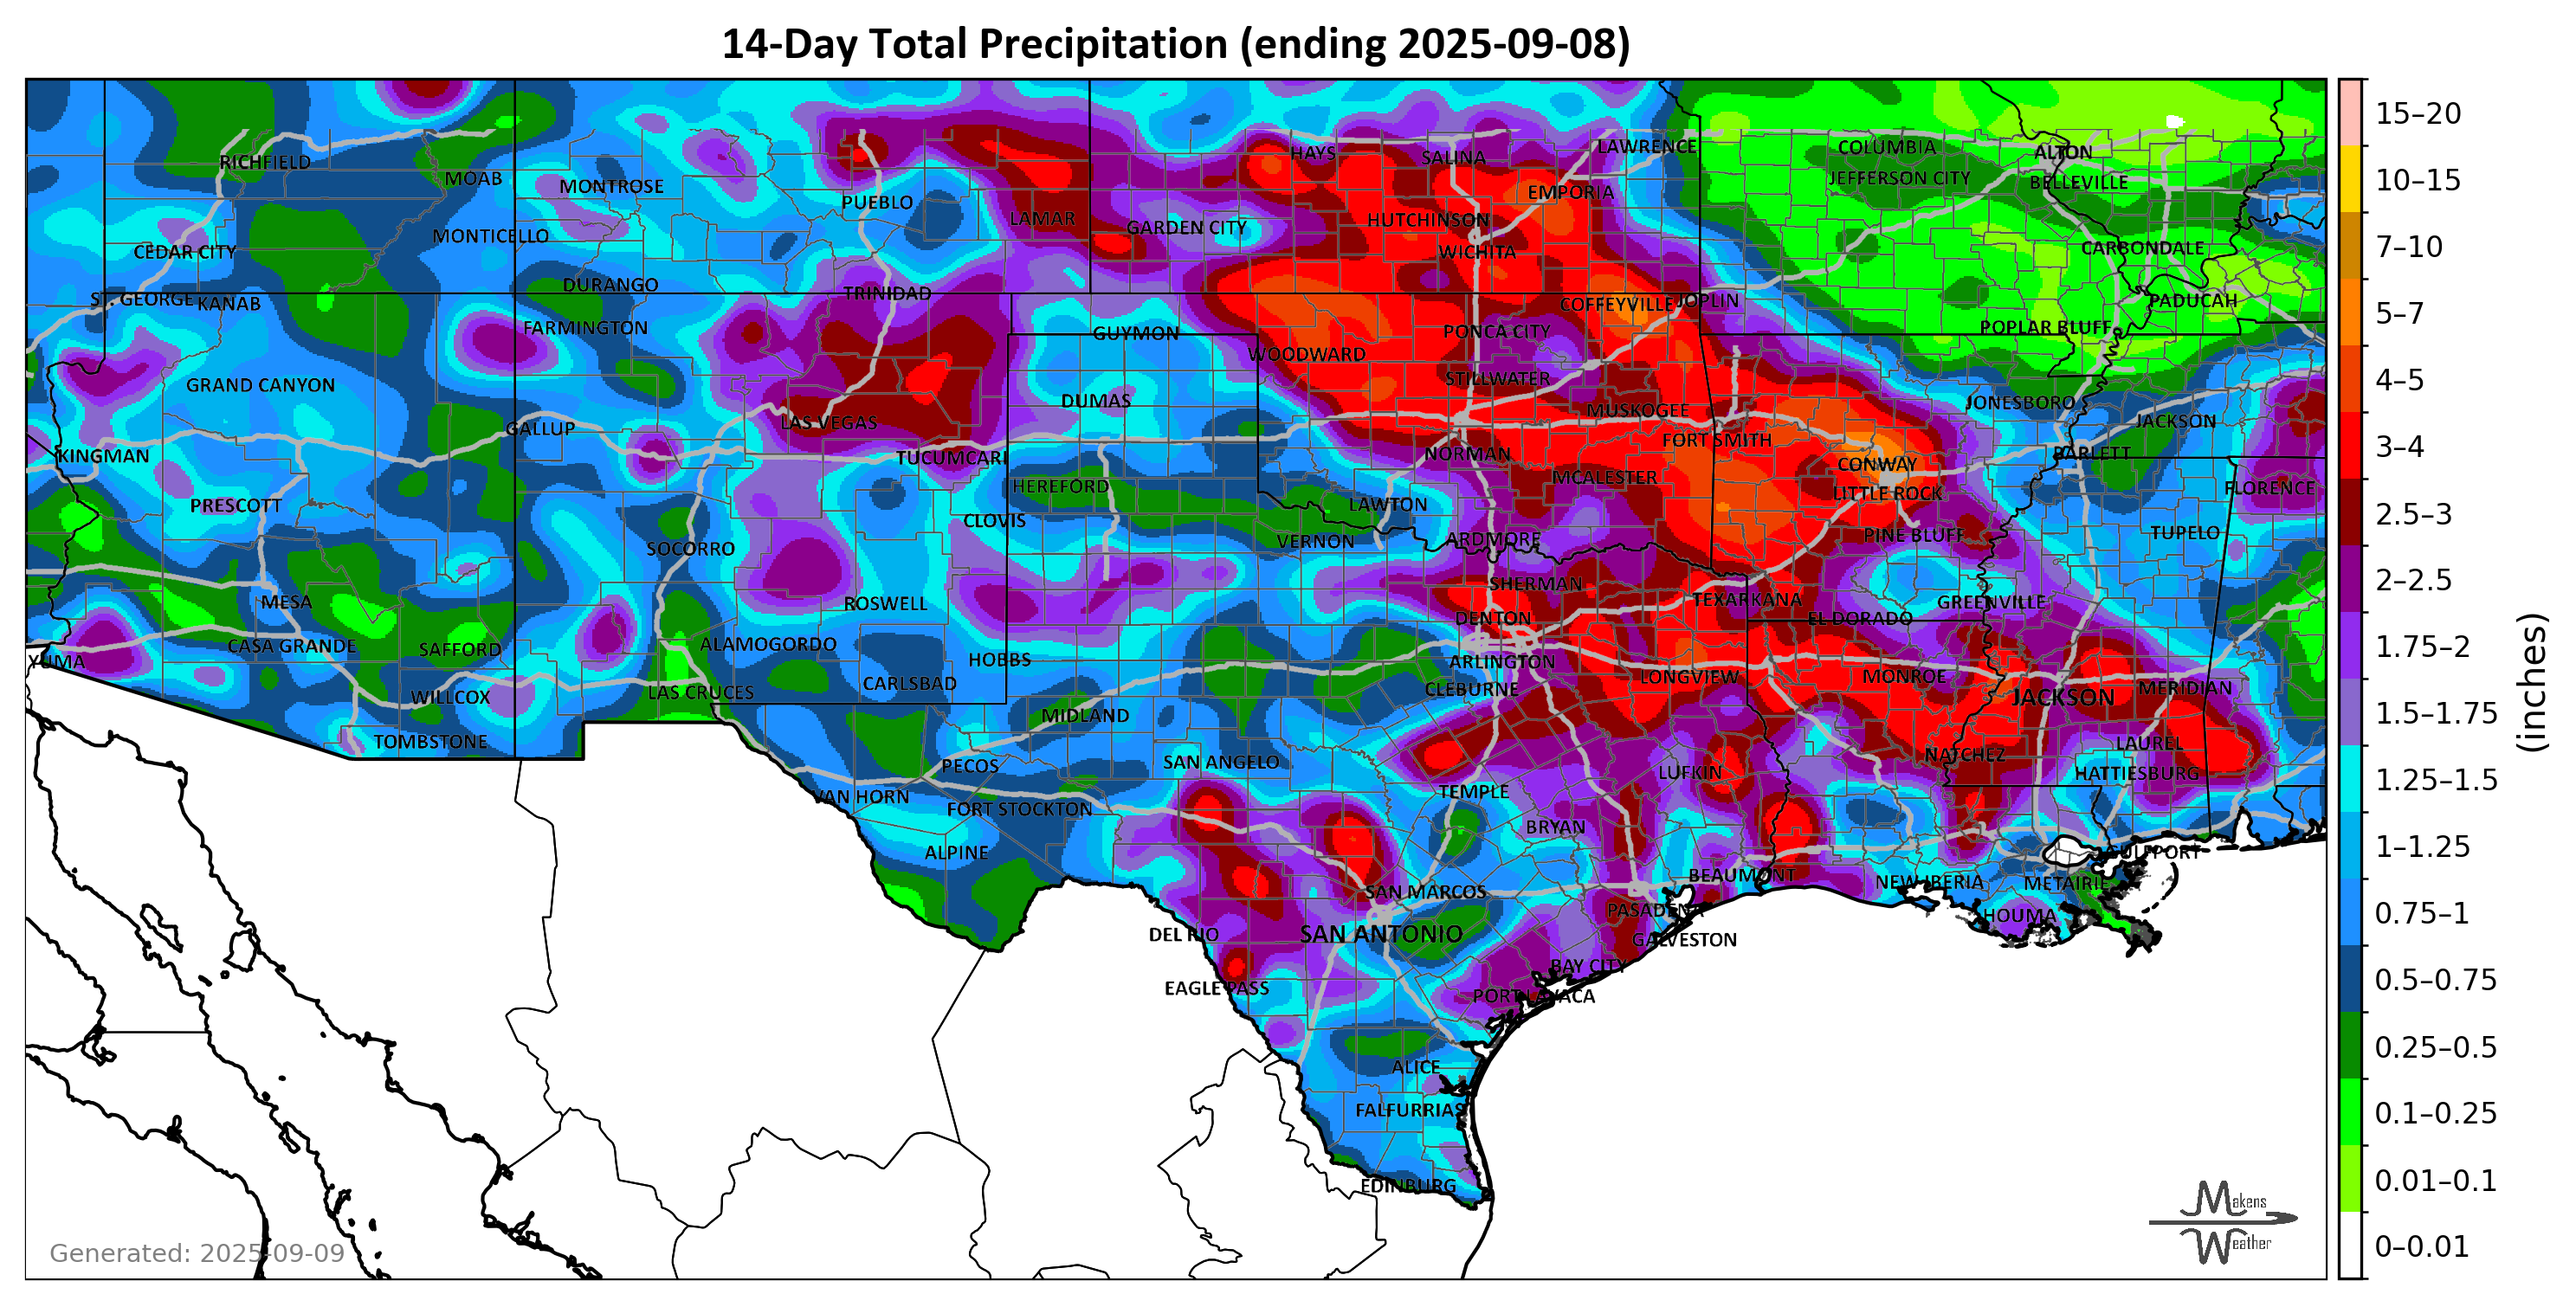 14-Day Total Precipitation (ending 2025-09-08)
RICHFIELD
MOAB
MONTROSE
PUEBLO
LAMAR
GARDEN CITY
HAYS
SALINA
LAWRENCE
EMPORIA
HUTCHINSON
WICHITA
COLUMBIA
JEFFERSON CITY
ALTON
BELLEVILLE
CARBONDALE
PADUCAH
POPLAR BLUFF
CEDAR CITY
MONTICELLO
DURANGO
TRINIDAD
ST. GEORGE
KANAB
FARMINGTON
GUYMON
WOODWARD
PONCA CITY
COFFEYVILLE
JOPLIN
STILLWATER
GRAND CANYON
GALLUP
LAS VEGAS
DUMAS
MUSKOGEE
FORT SMITH
JONESBORO
JACKSON
KINGMAN
TUCUMCARI
NORMAN
CONWAY
BARLETT
PRESCOTT
HEREFORD
LAWTON
MCALESTER
LITTLE ROCK
FLORENCE
SOCORRO
CLOVIS
VERNON
ARDMORE
PINE BLUFF
TUPELO
MESA
ROSWELL
SHERMAN
TEXARKANA
GREENVILLE
DENTON
EL DORADO
CASA GRANDE
SAFFORD
ALAMOGORDO
HOBBS
ARLINGTON
YUMA
WILLCOX
LAS CRUCES
CARLSBAD
CLEBURNE
LONGVIEW
MONROE
JACKSON
MERIDIAN
TOMBSTONE
MIDLAND
PECOS
SAN ANGELO
TEMPLE
LUFKIN
NATCHEZ
LAUREL
HATTIESBURG
VAN HORN
FORT STOCKTON
BRYAN
ALPINE
GULFPORT
SAN MARCOS
BEAUMONT
NEW IBERIA
METAIRIE
PASADENA
HOUMA
DEL RIO
SAN ANTONIO
GALVESTON
BAY CITY
EAGLE PASS
PORT LAVACA
ALICE
FALFURRIAS
EDINBURG
15–20
10–15
7–10
5–7
4–5
3–4
2.5–3
2–2.5
1.75–2
1.5–1.75
1.25–1.5
1–1.25
0.75–1
0.5–0.75
0.25–0.5
0.1–0.25
0.01–0.1
0–0.01
(inches)
Makens
Weather
Generated: 2025-09-09